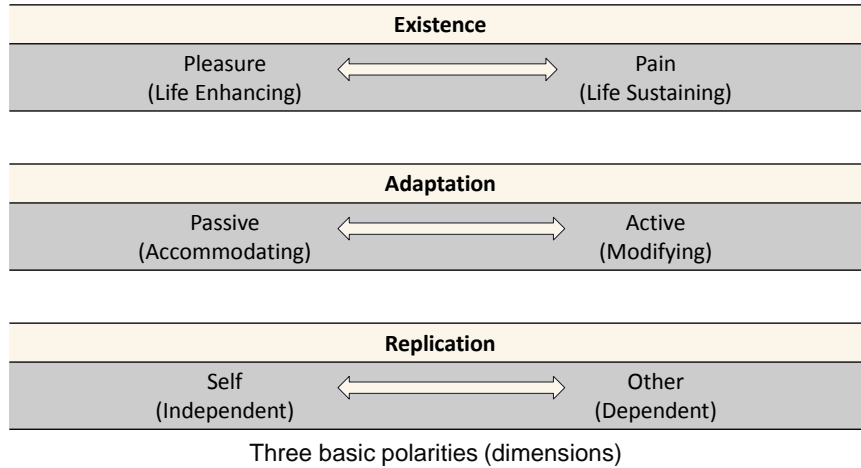 Existence
Pleasure Pain
(Life Enhancing) (Life Sustaining)
Adaptation
Passive Active
(Accommodating) (Modifying)
Replication
Self Other
(Independent) (Dependent)
Three basic polarities (dimensions)